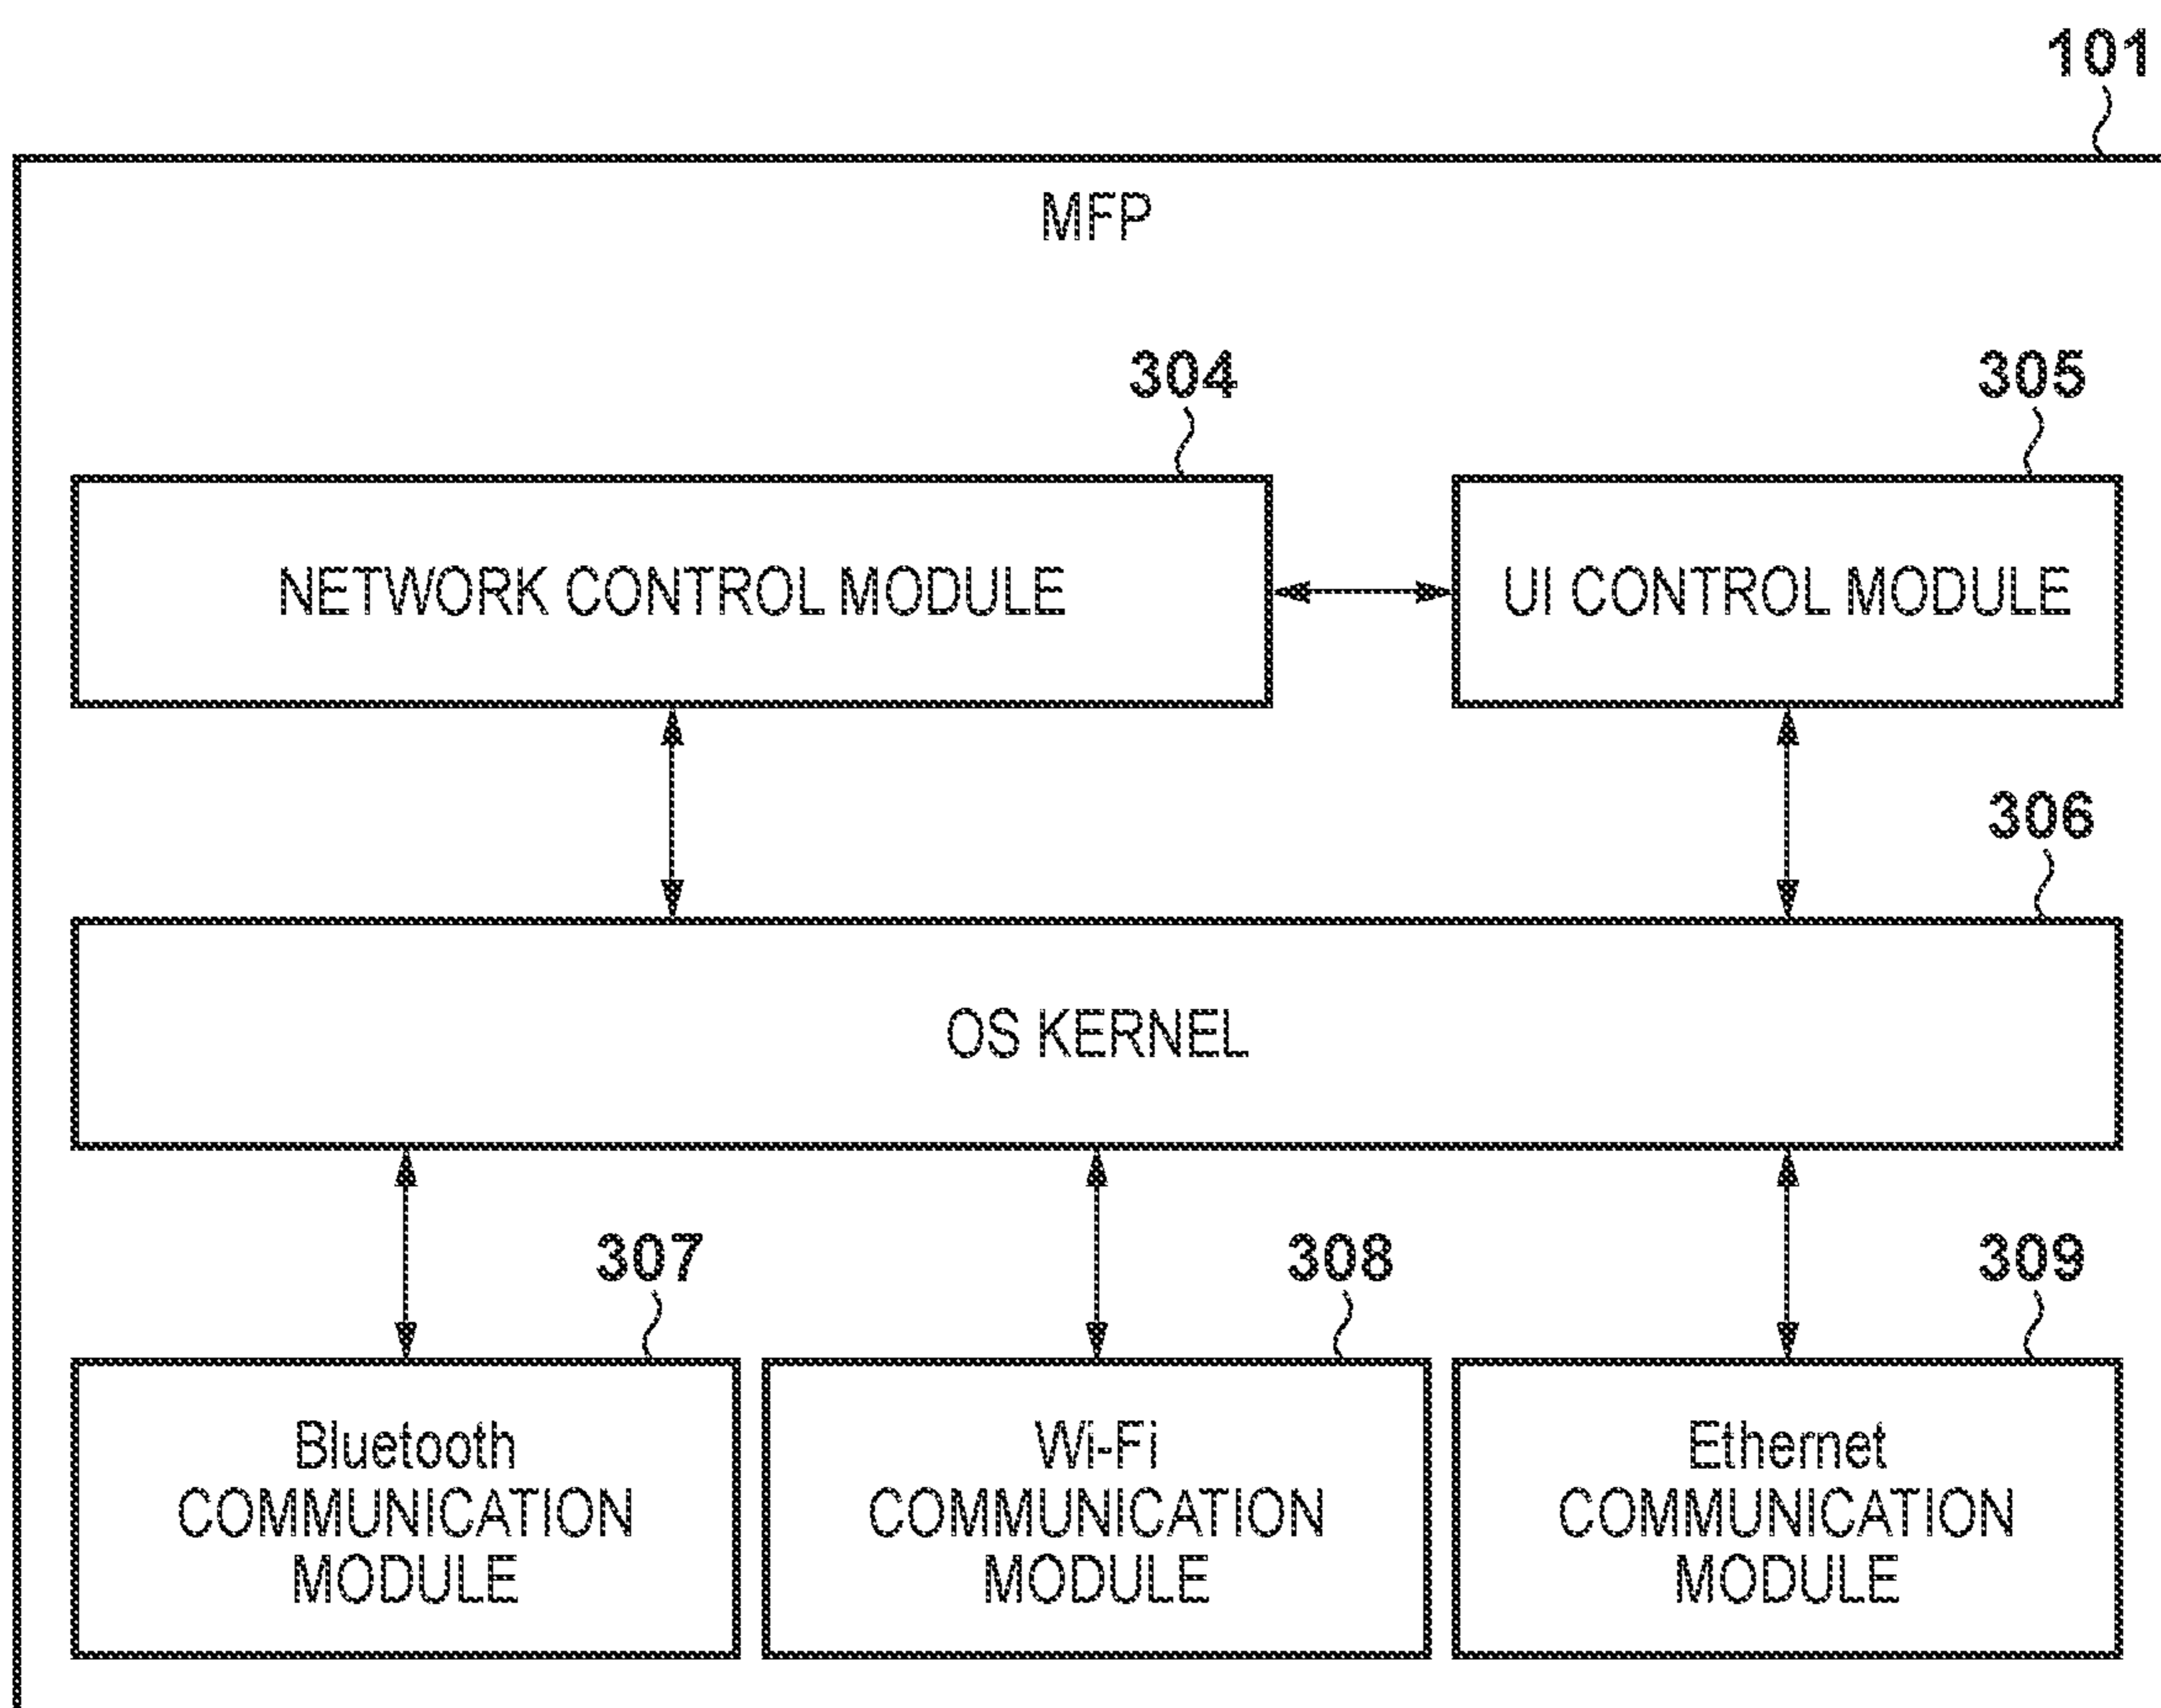 101
MFP
304
305
NETWORK CONTROL MODULE
UI CONTROL MODULE
306
OS KERNEL
307
308
309
Bluetooth
COMMUNICATION
MODULE
Wi-Fi
COMMUNICATION
MODULE
Ethernet
COMMUNICATION
MODULE